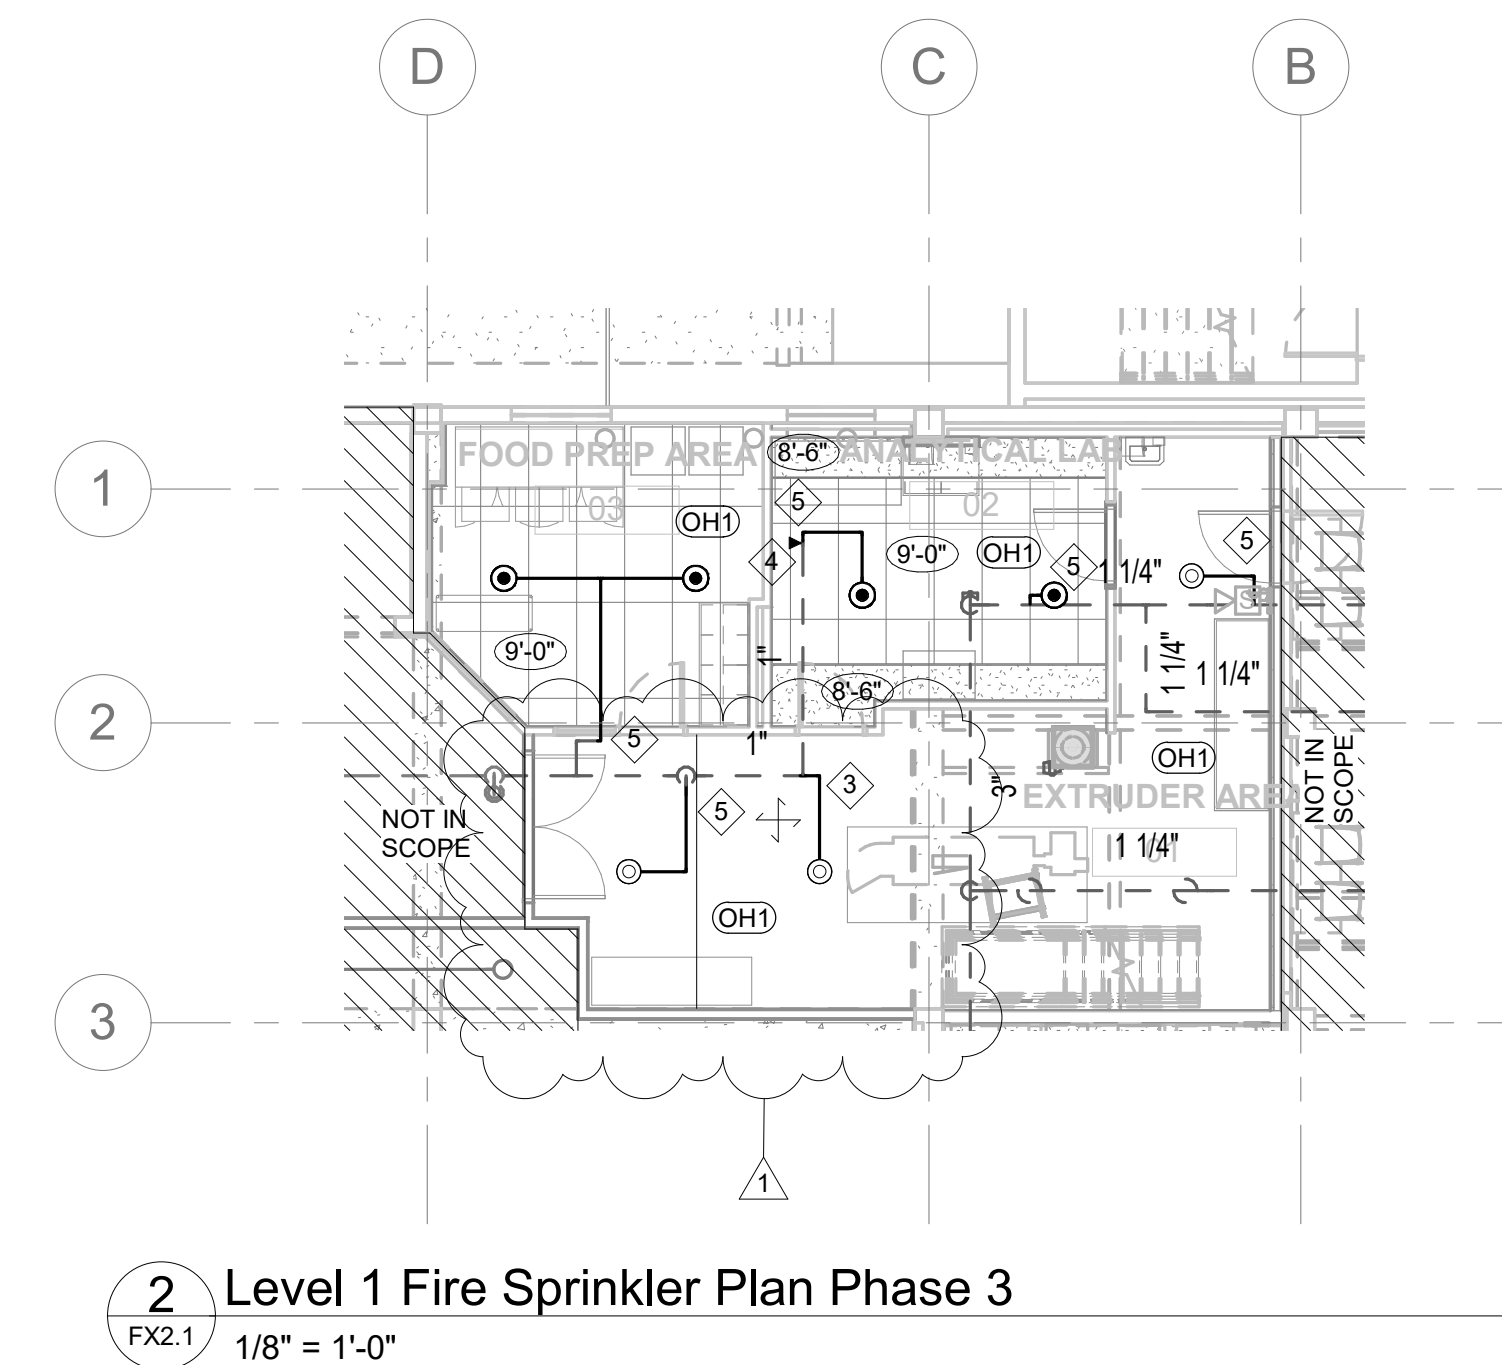 D
C
B
1
2
3
FOOD PREP AREA
03
OH1
9'-0"
8'-6"
ANALYTICAL LAB
02
5
4
9'-0"
OH1
5
1 1/4"
5
1"
8'-6"
1 1/4"
1 1/4"
5
1"
3
5
OH1
3"
OH1
EXTRUDER AREA
01
1 1/4"
NOT IN
SCOPE
NOT IN
SCOPE
1
2
FX2.1
Level 1 Fire Sprinkler Plan Phase 3
1/8" = 1'-0"